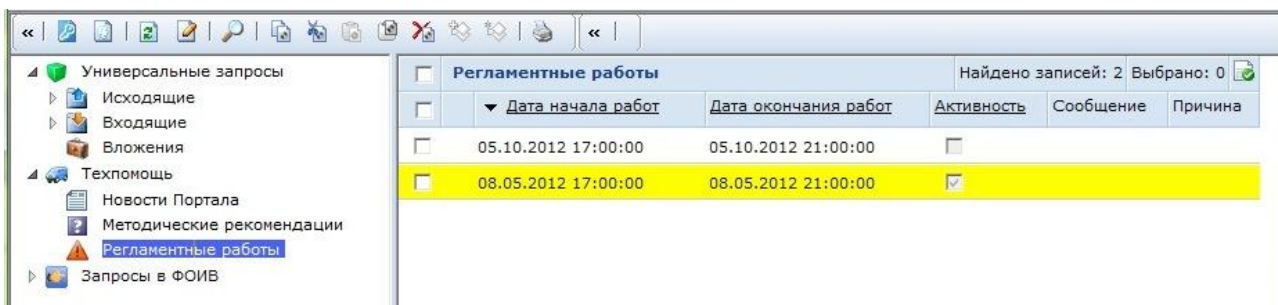 Универсальные запросы
Исходящие
Входящие
Вложения
Техпомощь
Новости Портала
Методические рекомендации
Регламентные работы
Запросы в ФОИВ
Регламентные работы Найдено записей: 2 Выбрано: 0
Дата начала работ Дата окончания работ Активность Сообщение Причина
05.10.2012 17:00:00 05.10.2012 21:00:00
08.05.2012 17:00:00 08.05.2012 21:00:00